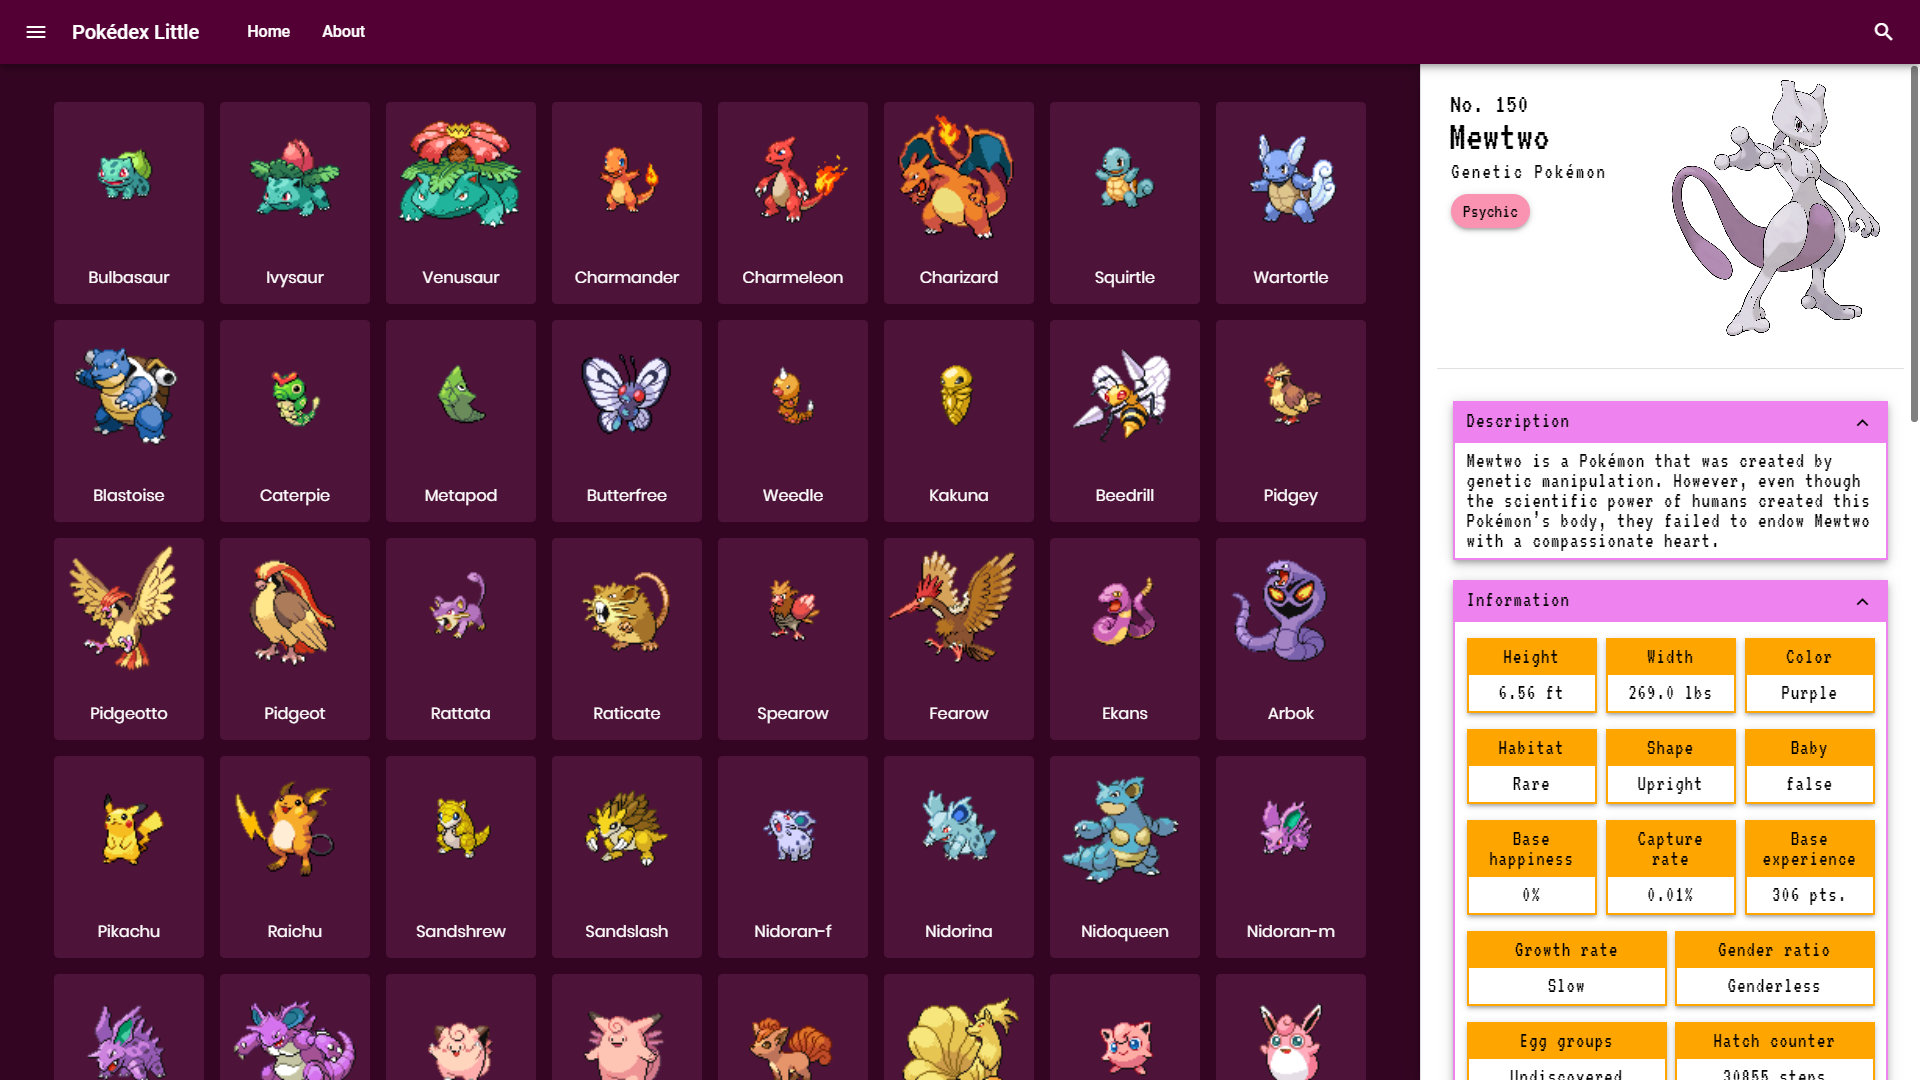 Pokédex Little
Home
About
Bulbasaur
Ivysaur
Venusaur
Charmander
Charmeleon
Charizard
Squirtle
Wartortle
Blastoise
Caterpie
Metapod
Butterfree
Weedle
Kakuna
Beedrill
Pidgey
Pidgeotto
Pidgeot
Rattata
Raticate
Spearow
Fearow
Ekans
Arbok
Pikachu
Raichu
Sandshrew
Sandslash
Nidoran-f
Nidorina
Nidoqueen
Nidoran-m
No. 150
Mewtwo
Genetic Pokémon
Psychic
Description
Mewtwo is a Pokémon that was created by
genetic manipulation. However, even though
the scientific power of humans created this
Pokémon's body, they failed to endow Mewtwo
with a compassionate heart.
Information
Height
6.56 ft
Width
269.0 lbs
Color
Purple
Habitat
Rare
Shape
Upright
Baby
false
Base
happiness
0%
Capture
rate
0.01%
Base
experience
306 pts.
Growth rate
Slow
Gender ratio
Genderless
Egg groups
Undiscovered
Hatch counter
30855 steps